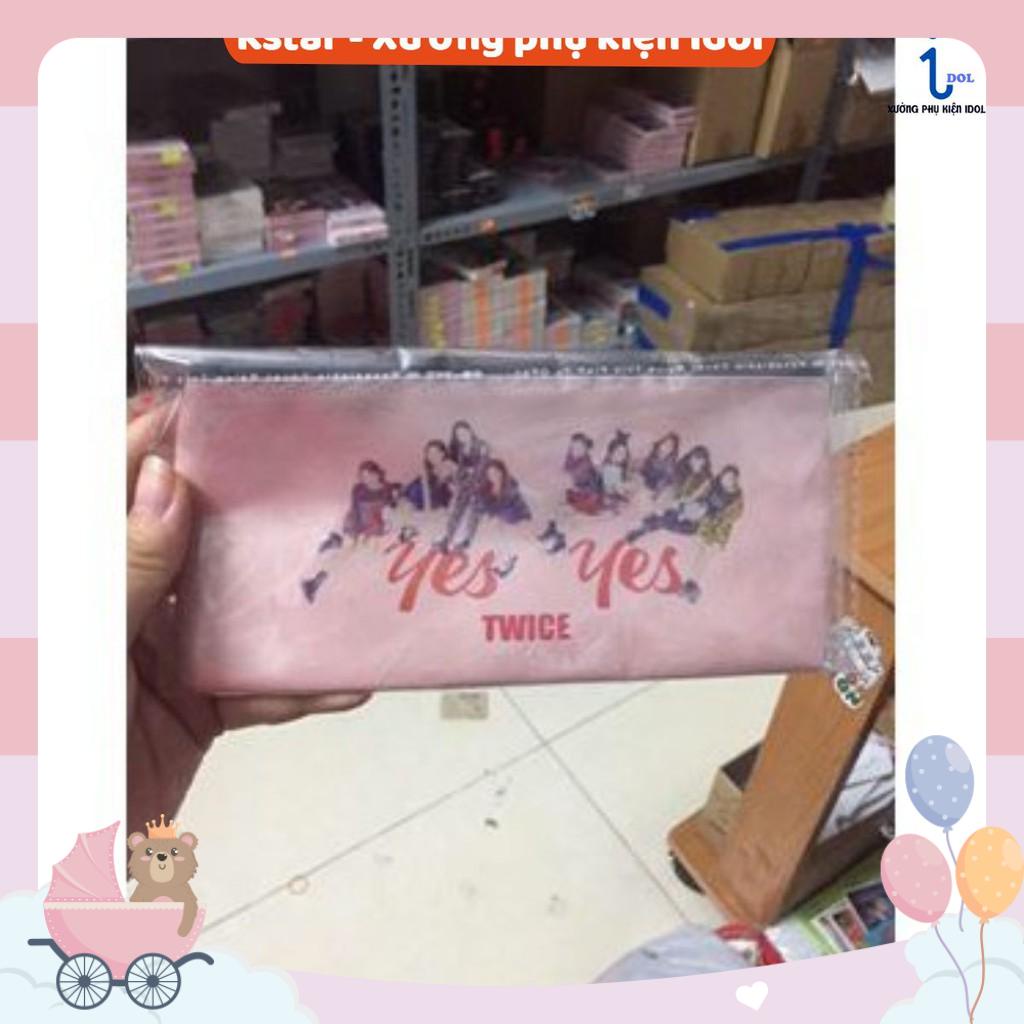 Kstar - Xưởng phụ kiện idol
DOL
XƯỞNG PHỤ KIỆN IDOL
yes yes
TWICE